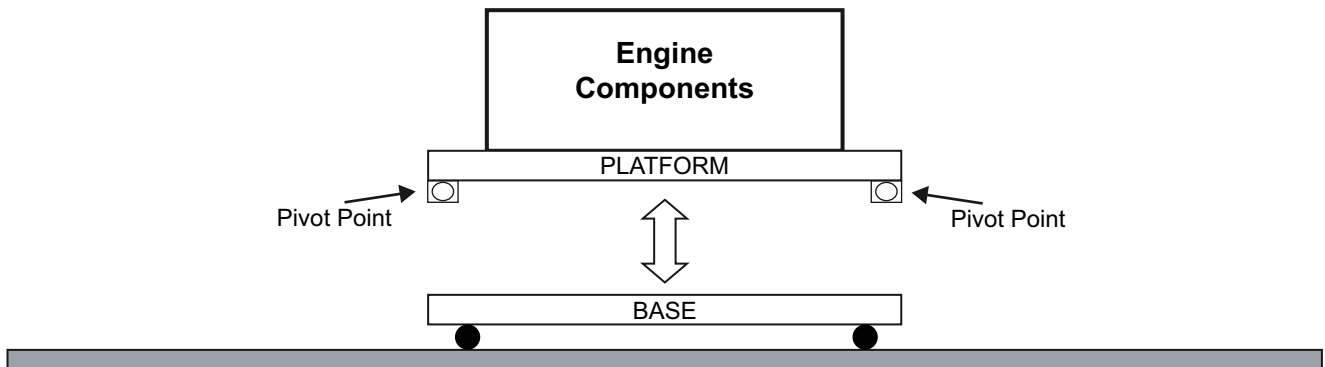 Engine
Components
PLATFORM
Pivot Point
Pivot Point
BASE